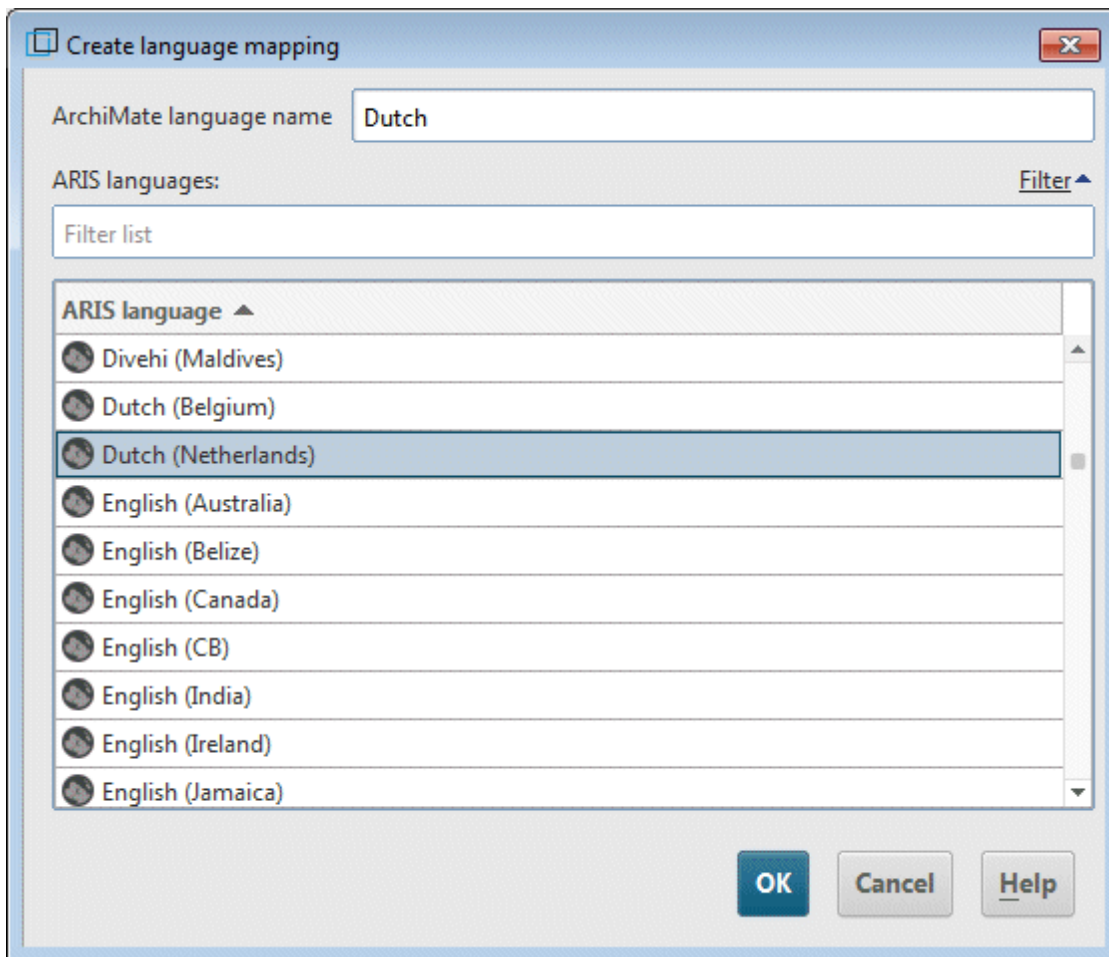 Create language mapping
ArchiMate language name Dutch
ARIS languages: Filter
Filter list
ARIS language
Divehi (Maldives)
Dutch (Belgium)
Dutch (Netherlands)
English (Australia)
English (Belize)
English (Canada)
English (CB)
English (India)
English (Ireland)
English (Jamaica)
OK Cancel Help